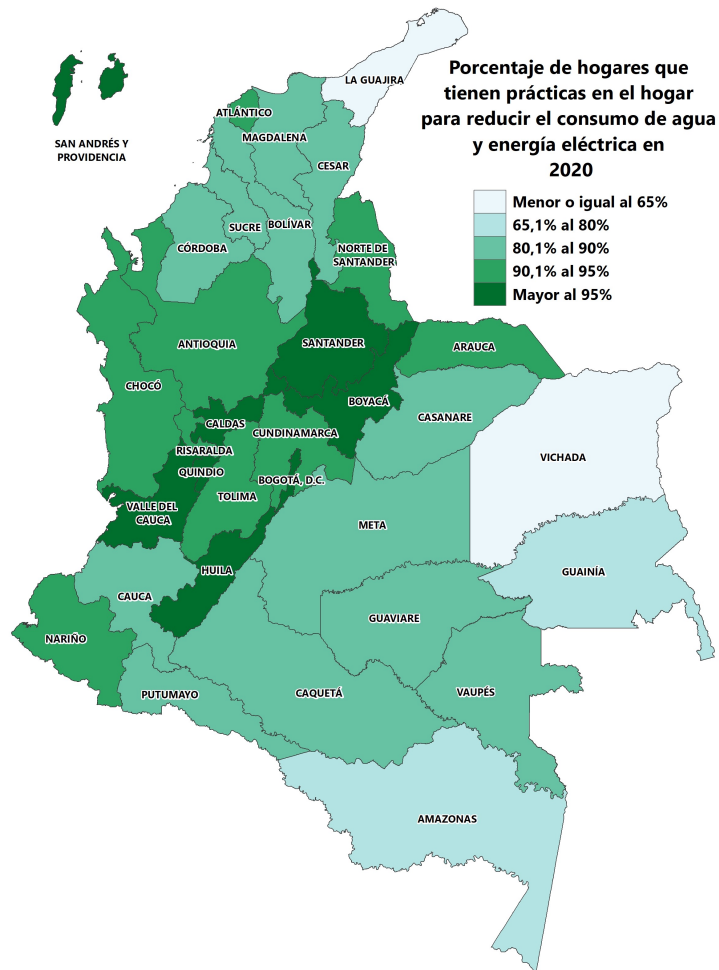 Porcentaje de hogares que
tienen prácticas en el hogar
para reducir el consumo de agua
y energía eléctrica en
2020
Menor o igual al 65%
65,1% al 80%
80,1% al 90%
90,1% al 95%
Mayor al 95%
SAN ANDRÉS Y
PROVIDENCIA
LA GUAJIRA
ATLÁNTICO
MAGDALENA
CESAR
SUCRE
BOLÍVAR
CÓRDOBA
NORTE DE
SANTANDER
ANTIOQUIA
SANTANDER
ARAUCA
CHOCÓ
BOYACÁ
CASANARE
CALDAS
CUNDINAMARCA
RISARALDA
VICHADA
QUINDIO
BOGOTÁ, D.C.
TOLIMA
VALLE DEL
CAUCA
META
HUILA
GUAINÍA
CAUCA
GUAVIARE
NARIÑO
PUTUMAYO
CAQUETÁ
VAUPÉS
AMAZONAS